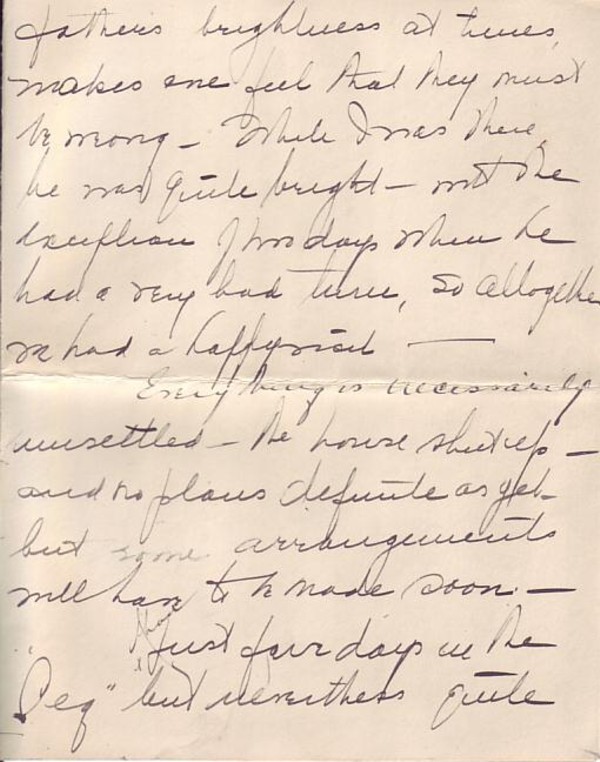 father's brightness at times,
makes one feel that they must
be wrong - While I was there,
he was quite bright - with the
exception of two days when he
had a very bad turn, so altogether
we had a happy visit —
Everything is necessarily
unsettled - the house shut up -
and no plans definite as yet -
but some arrangements
will have to be made soon. -
" Just four days in the
Peg" but nevertheless quite